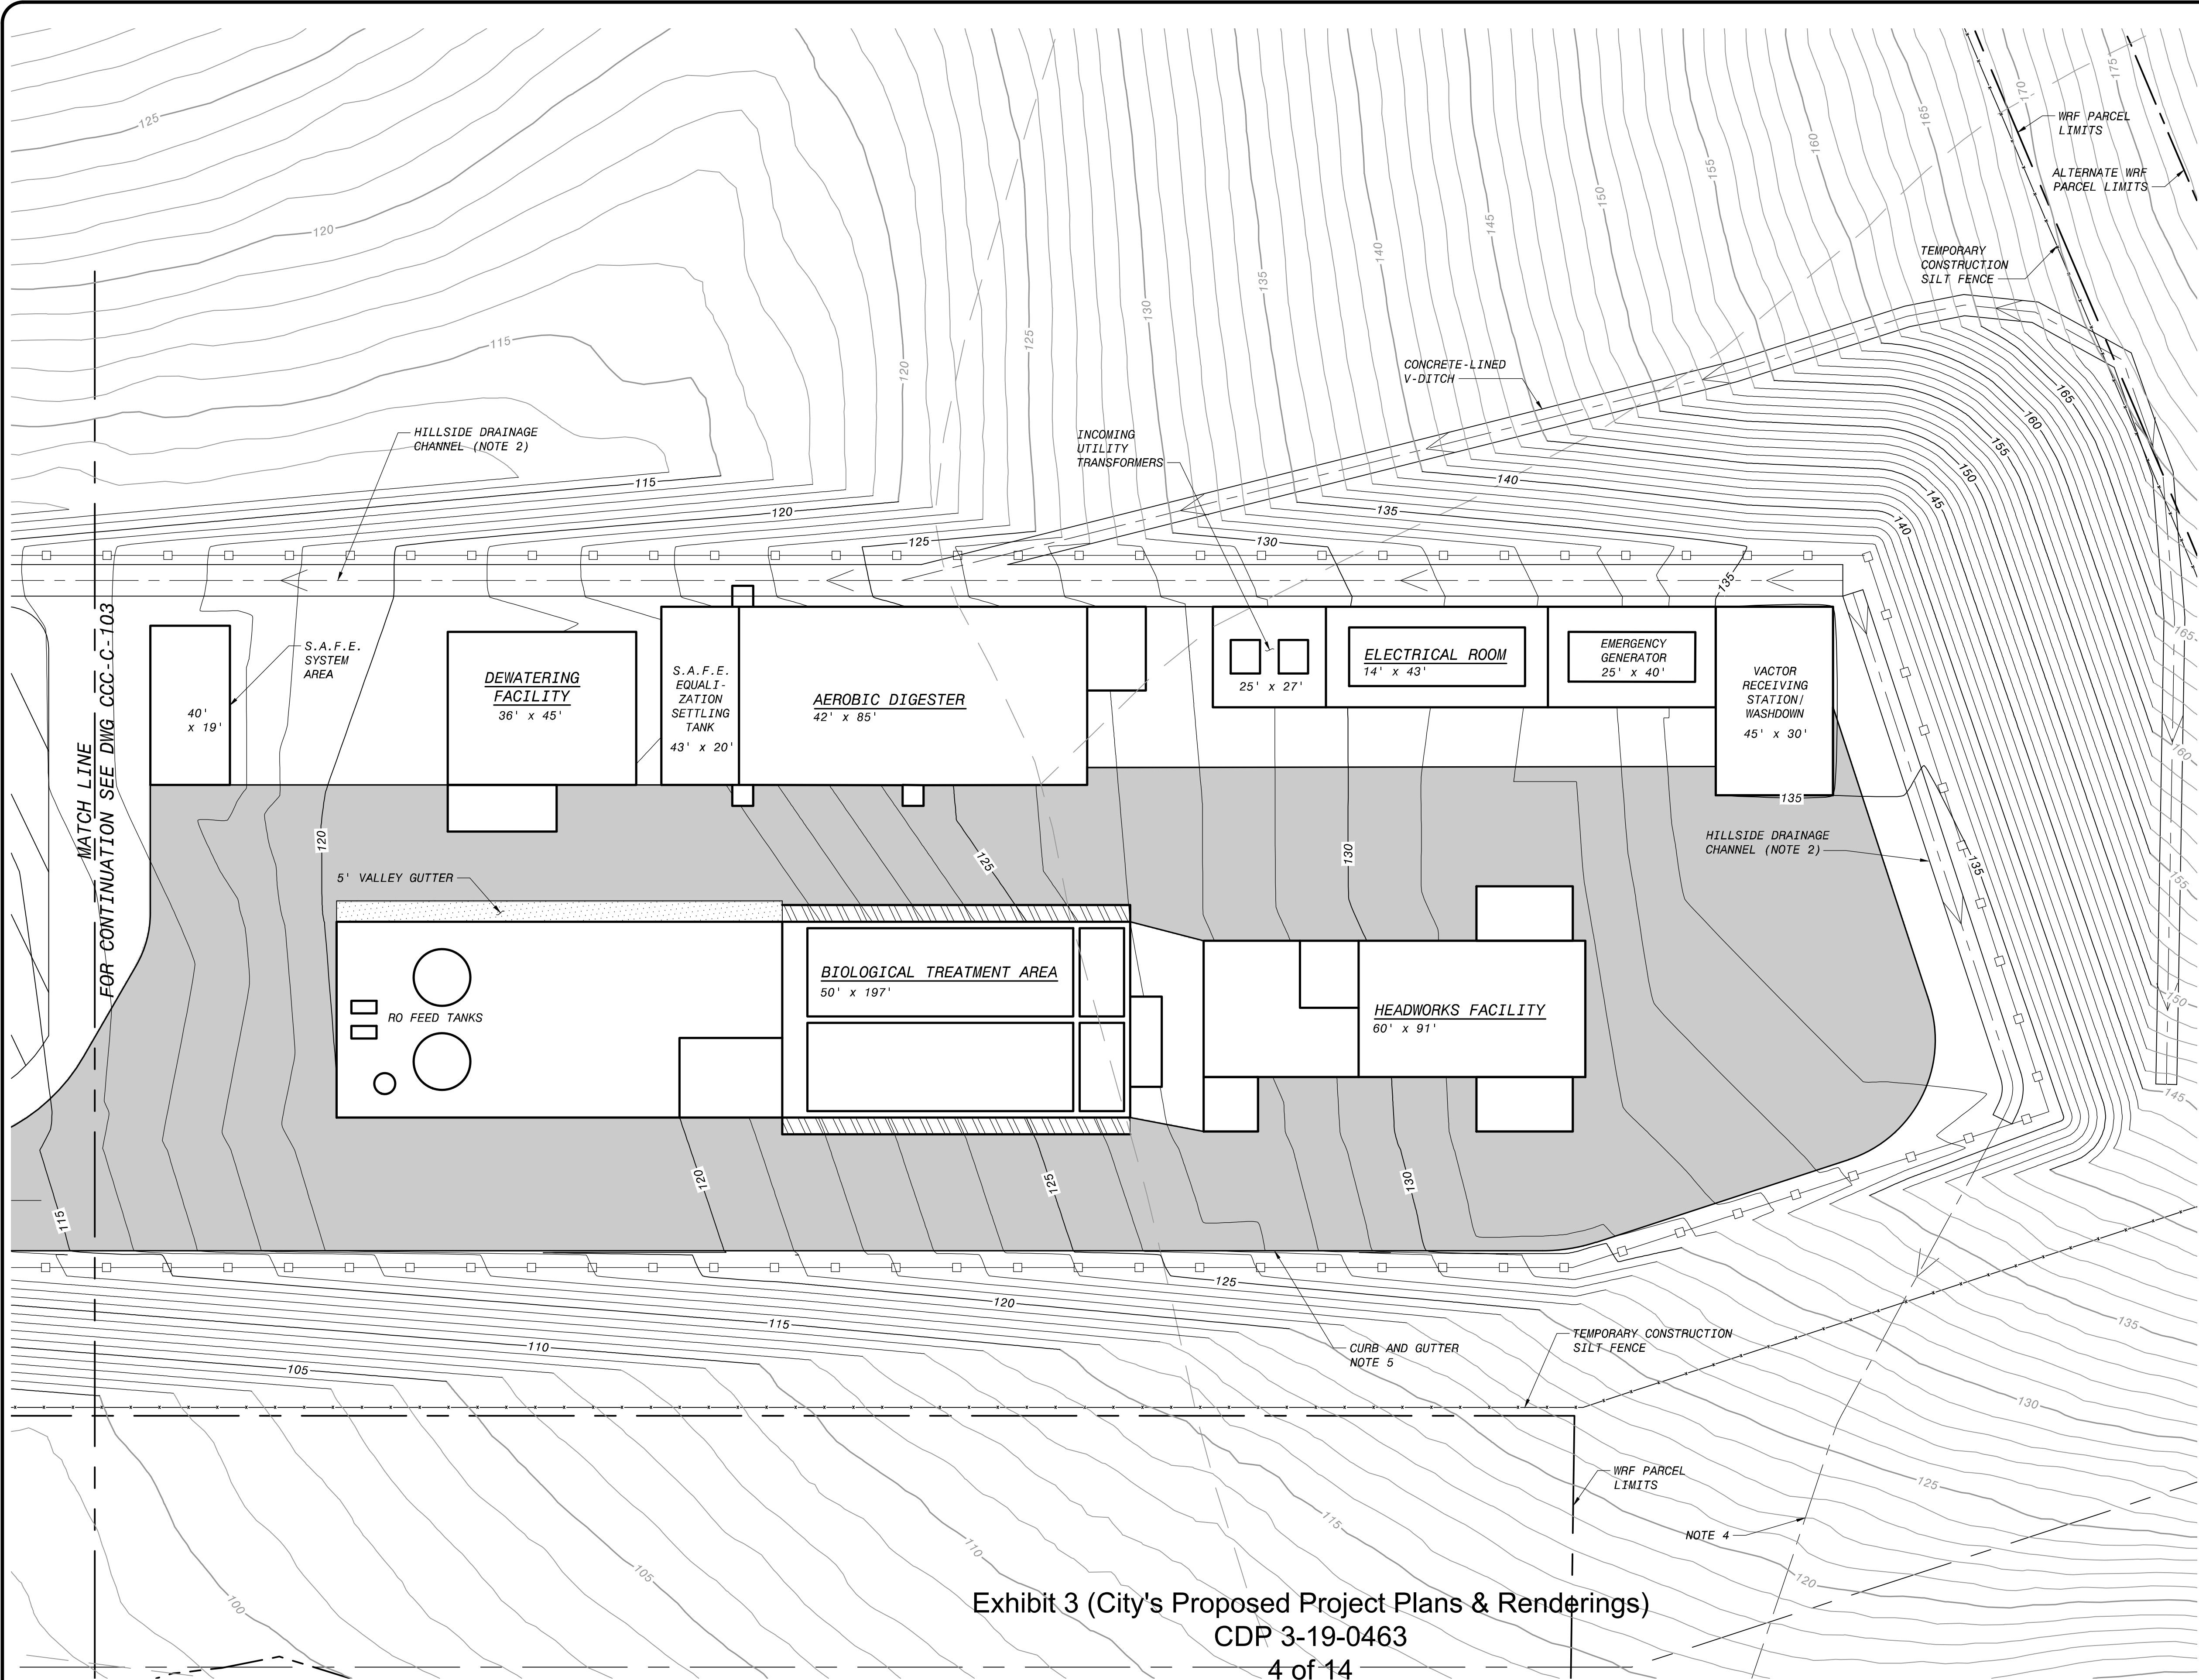 125
120
115
120
125
130
135
140
145
150
155
160
165
170
175
WRF PARCEL
LIMITS
ALTERNATE WRF
PARCEL LIMITS
TEMPORARY
CONSTRUCTION
SILT FENCE
CONCRETE-LINED
V-DITCH
HILLSIDE DRAINAGE
CHANNEL (NOTE 2)
INCOMING
UTILITY
TRANSFORMERS
115
120
125
130
135
140
165
160
155
150
145
140
135
165
160
155
150
145
MATCH LINE
FOR CONTINUATION SEE DWG CCC-C-103
S.A.F.E.
SYSTEM
AREA
40'
x 19'
DEWATERING
FACILITY
36' x 45'
S.A.F.E.
EQUALI-
ZATION
SETTLING
TANK
43' x 20'
AEROBIC DIGESTER
42' x 85'
25' x 27'
ELECTRICAL ROOM
14' x 43'
EMERGENCY
GENERATOR
25' x 40'
VACTOR
RECEIVING
STATION/
WASHDOWN
45' x 30'
135
HILLSIDE DRAINAGE
CHANNEL (NOTE 2)
135
120
125
130
5' VALLEY GUTTER
RO FEED TANKS
BIOLOGICAL TREATMENT AREA
50' x 197'
HEADWORKS FACILITY
60' x 91'
115
120
125
130
125
120
115
110
105
CURB AND GUTTER
NOTE 5
TEMPORARY CONSTRUCTION
SILT FENCE
135
130
125
120
WRF PARCEL
LIMITS
NOTE 4
115
110
105
100
Exhibit 3 (City's Proposed Project Plans & Renderings)
CDP 3-19-0463
4 of 14